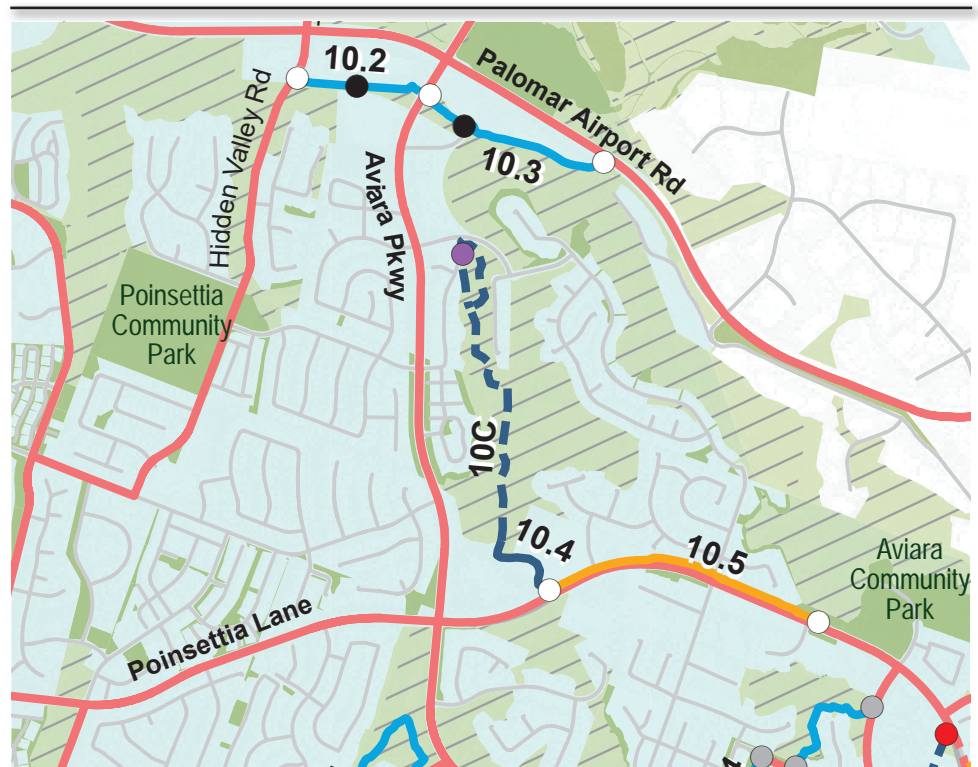 10.2
Palomar Airport Rd
10.3
Hidden Valley Rd
Aviara Pkwy
Poinsettia
Community
Park
10C
10.4
10.5
Aviara
Community
Park
Poinsettia Lane